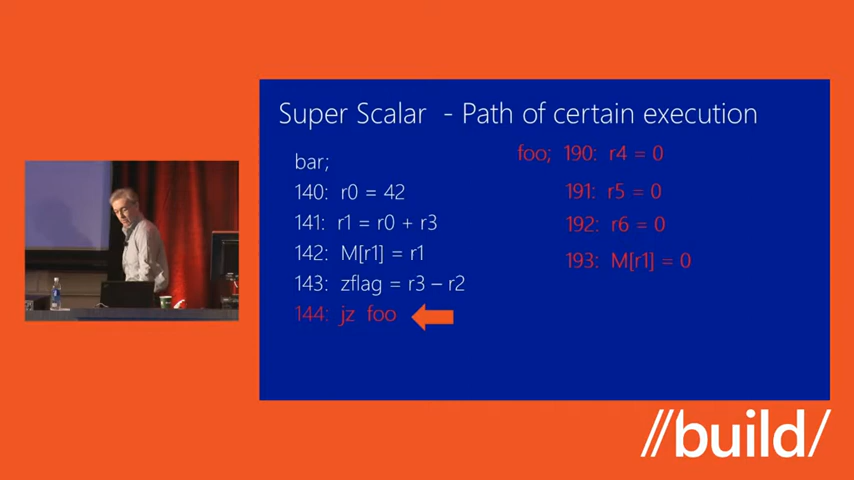 Super Scalar - Path of certain execution
bar;
140: r0 = 42
141: r1 = r0 + r3
142: M[r1] = r1
143: zflag = r3 – r2
144: jz foo
foo; 190: r4 = 0
191: r5 = 0
192: r6 = 0
193: M[r1] = 0
//build/